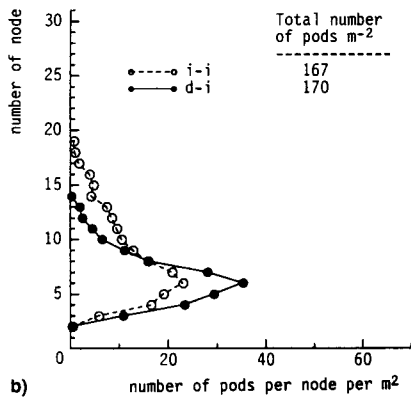 number of node
30
25
20
15
10
5
0
20
40
60
Total number
of pods m-2
i-i 167
d-i 170
number of pods per node per m2
b)